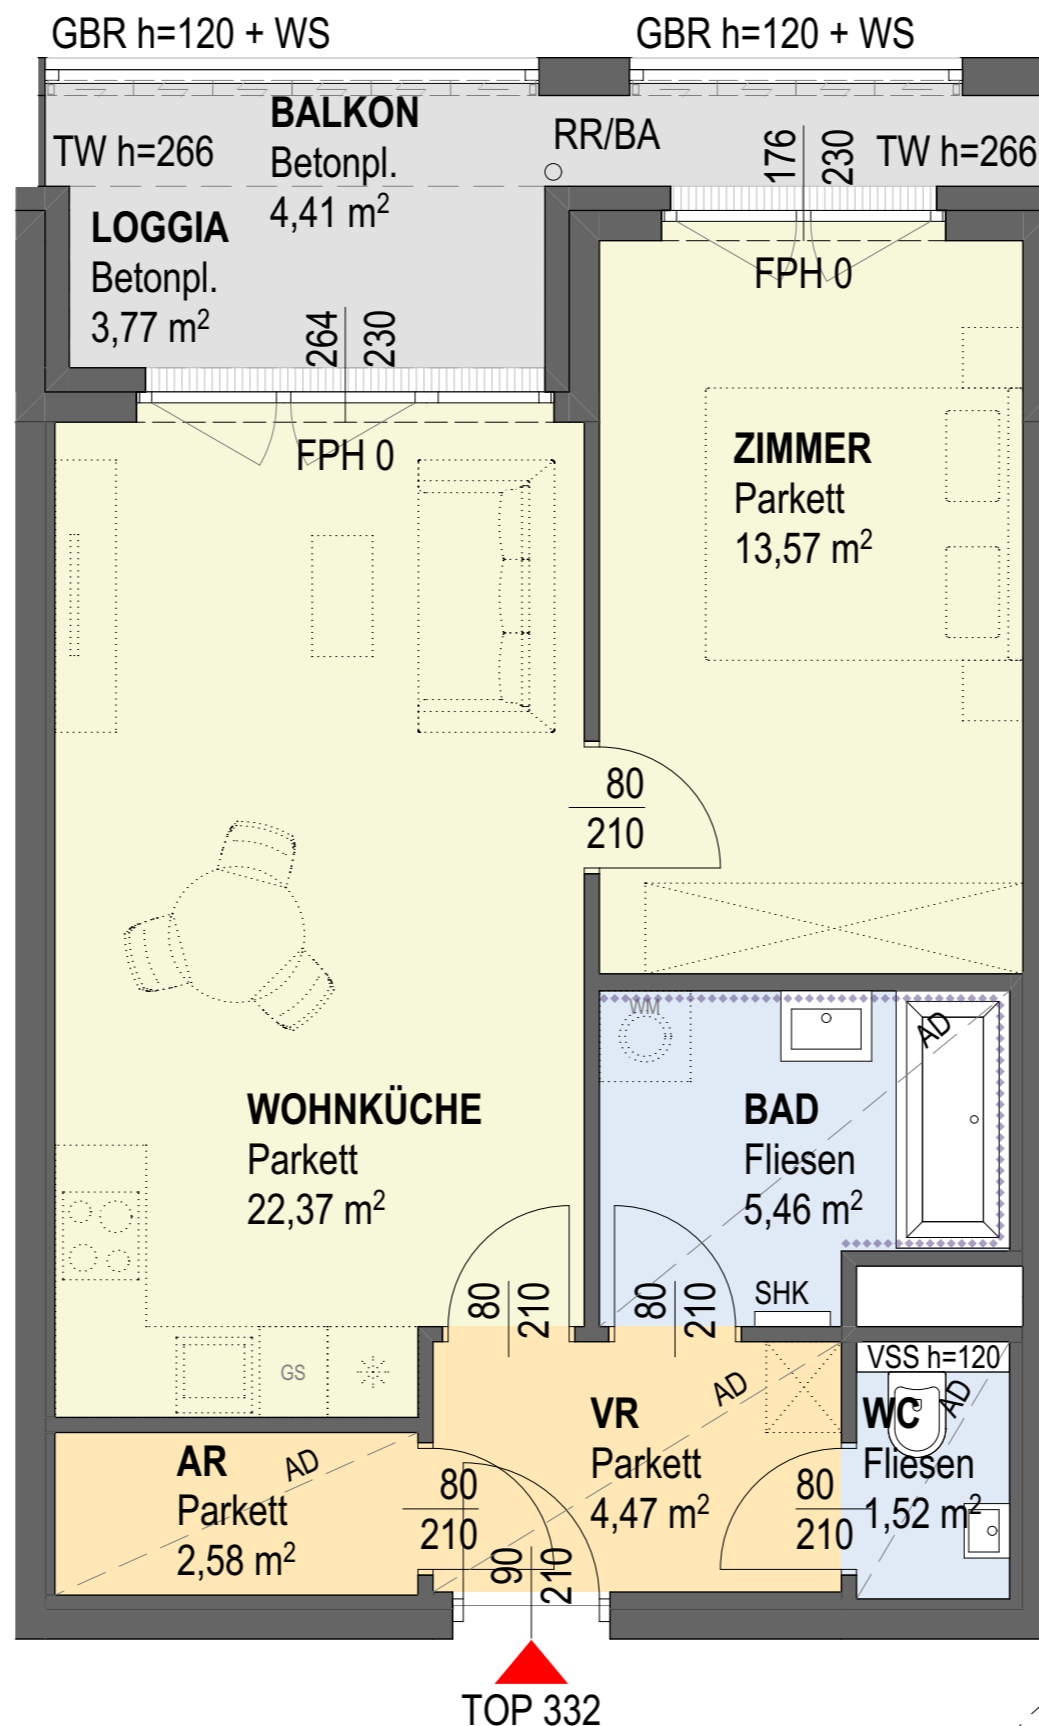 GBR h=120 + WS
GBR h=120 + WS
BALKON
Betonpl.
4,41 m²
TW h=266
RR/BA
176
230
TW h=266
LOGGIA
Betonpl.
3,77 m²
264
230
FPH 0
FPH 0
ZIMMER
Parkett
13,57 m²
80
210
WM
AD
WOHNKÜCHE
Parkett
22,37 m²
BAD
Fliesen
5,46 m²
80
210
80
210
SHK
GS
VSS h=120
AD
AD
VR
Parkett
4,47 m²
WC
Fliesen
1,52 m²
AR
Parkett
2,58 m²
AD
80
210
80
210
90
210
TOP 332